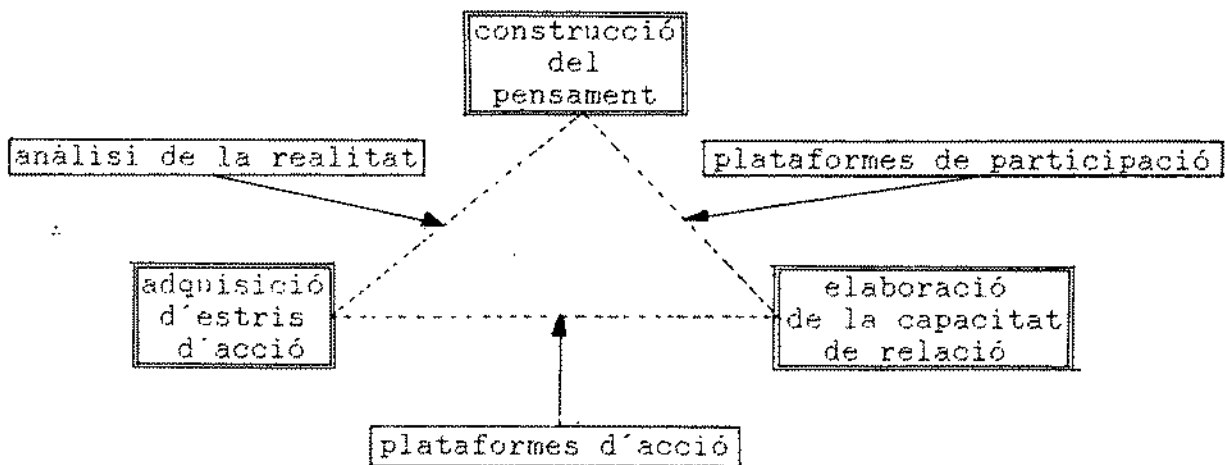 construcció
del
pensament
anàlisi de la realitat
plataformes de participació
adquisició
d´estris
d´acció
elaboració
de la capacitat
de relació
plataformes d´acció